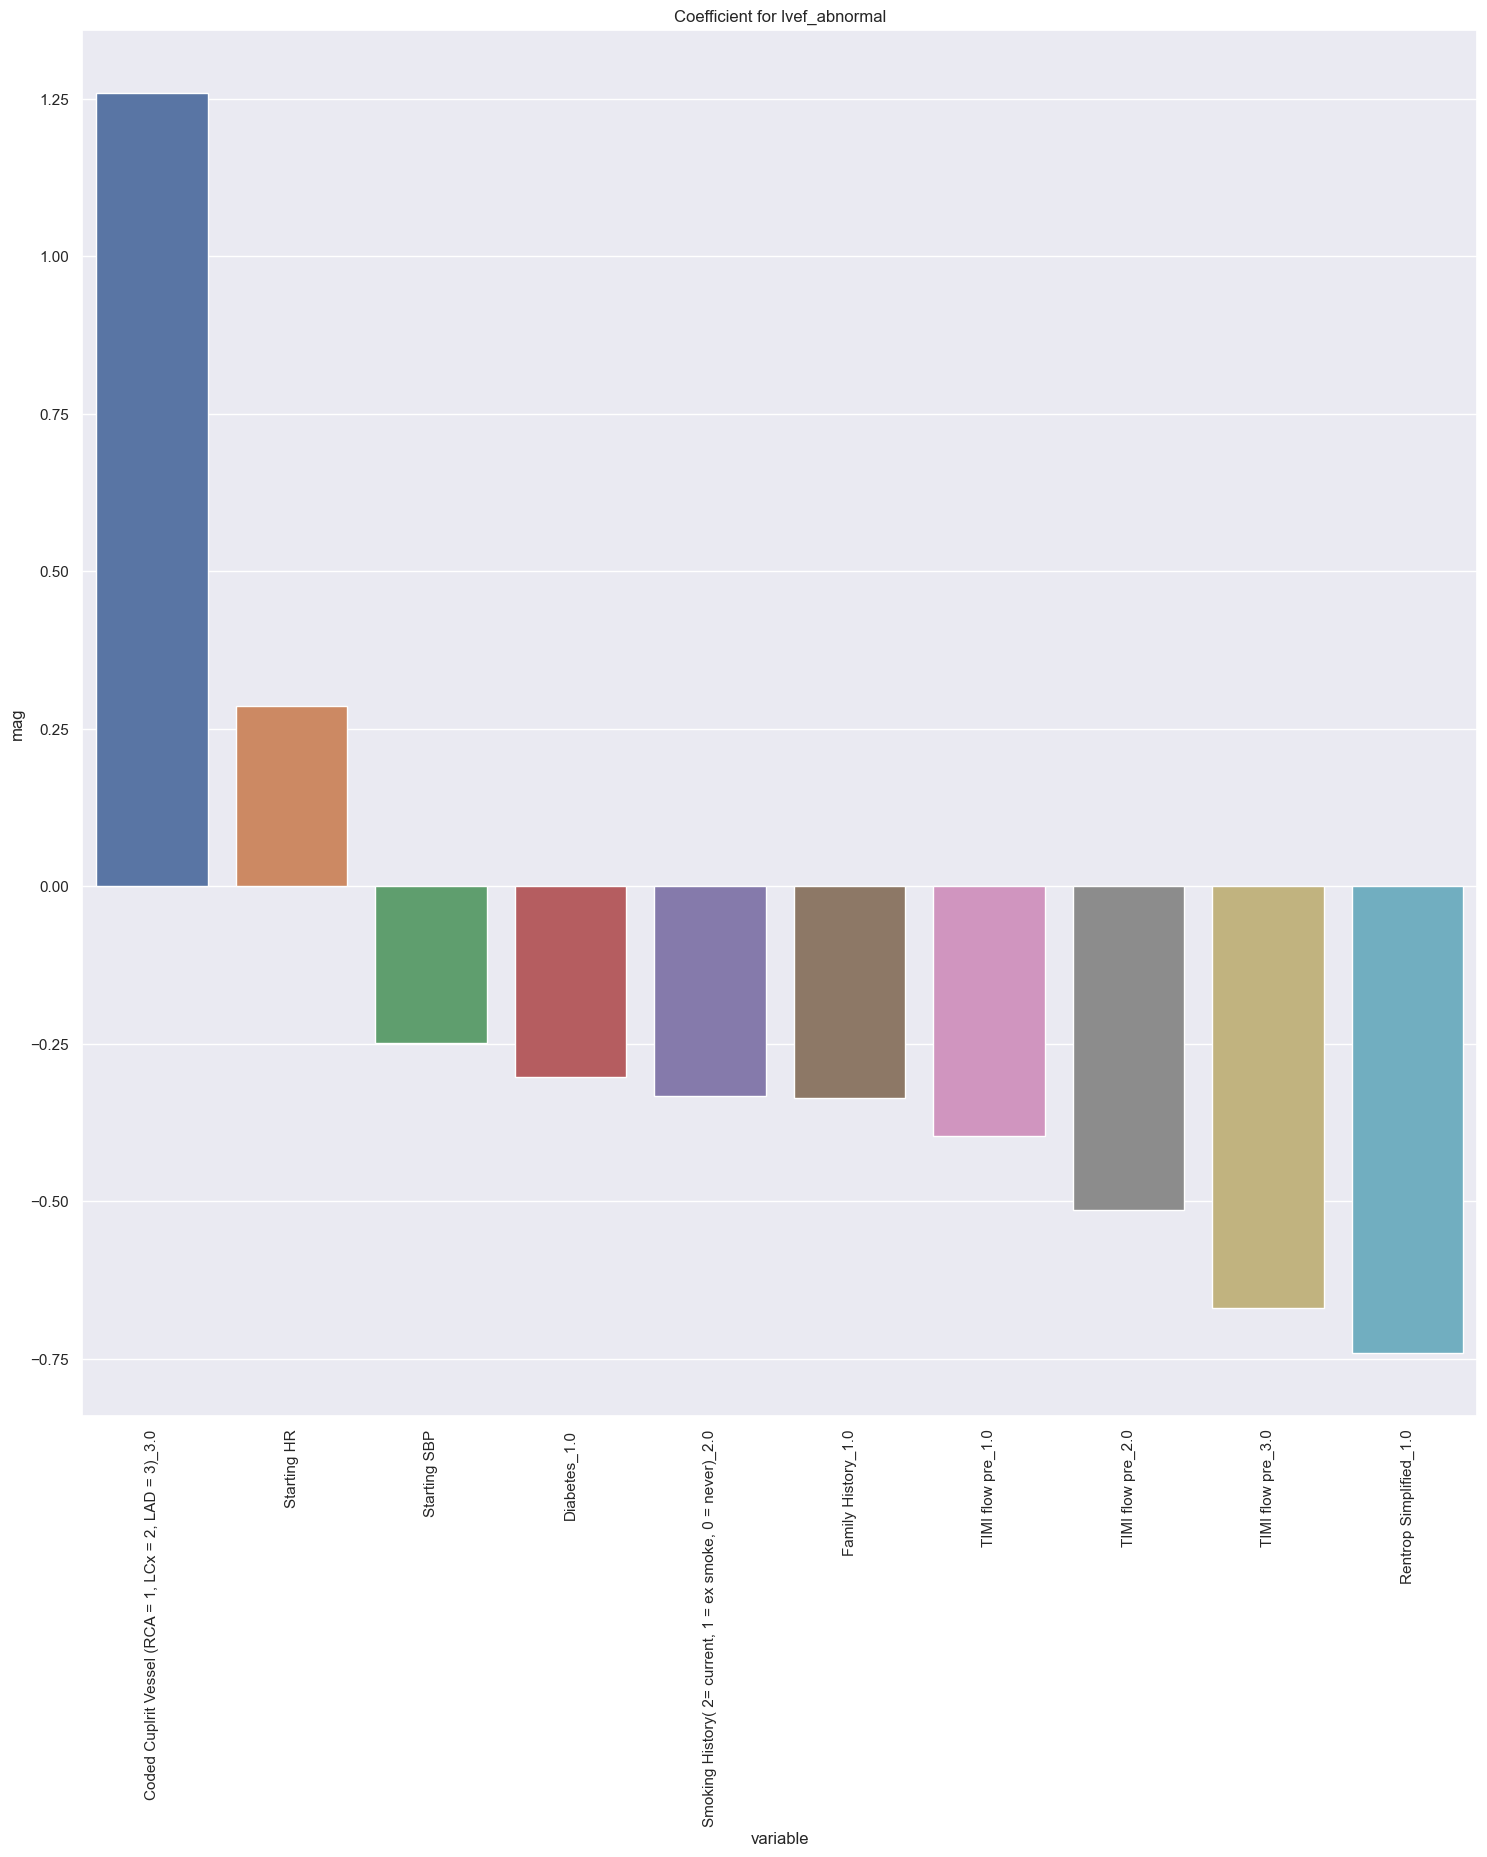 Coefficient for lvef_abnormal
mag
1.25
1.00
0.75
0.50
0.25
0.00
−0.25
−0.50
−0.75
Coded Cuplrit Vessel (RCA = 1, LCx = 2, LAD = 3)_3.0
Starting HR
Starting SBP
Diabetes_1.0
Smoking History( 2= current, 1 = ex smoke, 0 = never)_2.0
Family History_1.0
TIMI flow pre_1.0
TIMI flow pre_2.0
TIMI flow pre_3.0
Rentrop Simplified_1.0
variable